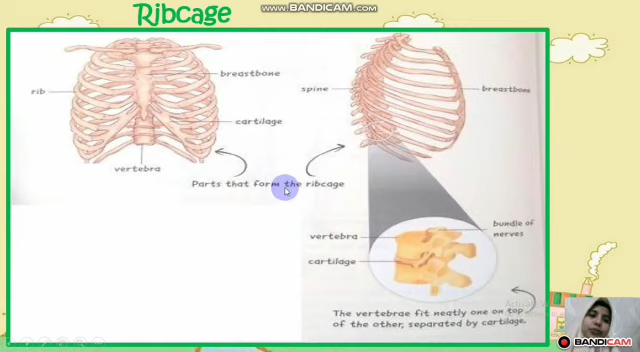 Ribcage
www.BANDICAM.com
breastbone
rib
cartilage
vertebra
spine
breastbone
Parts that form the ribcage
bundle of
nerves
vertebra
cartilage
The vertebrae fit neatly one on top
of the other, separated by cartilage.
BANDICAM